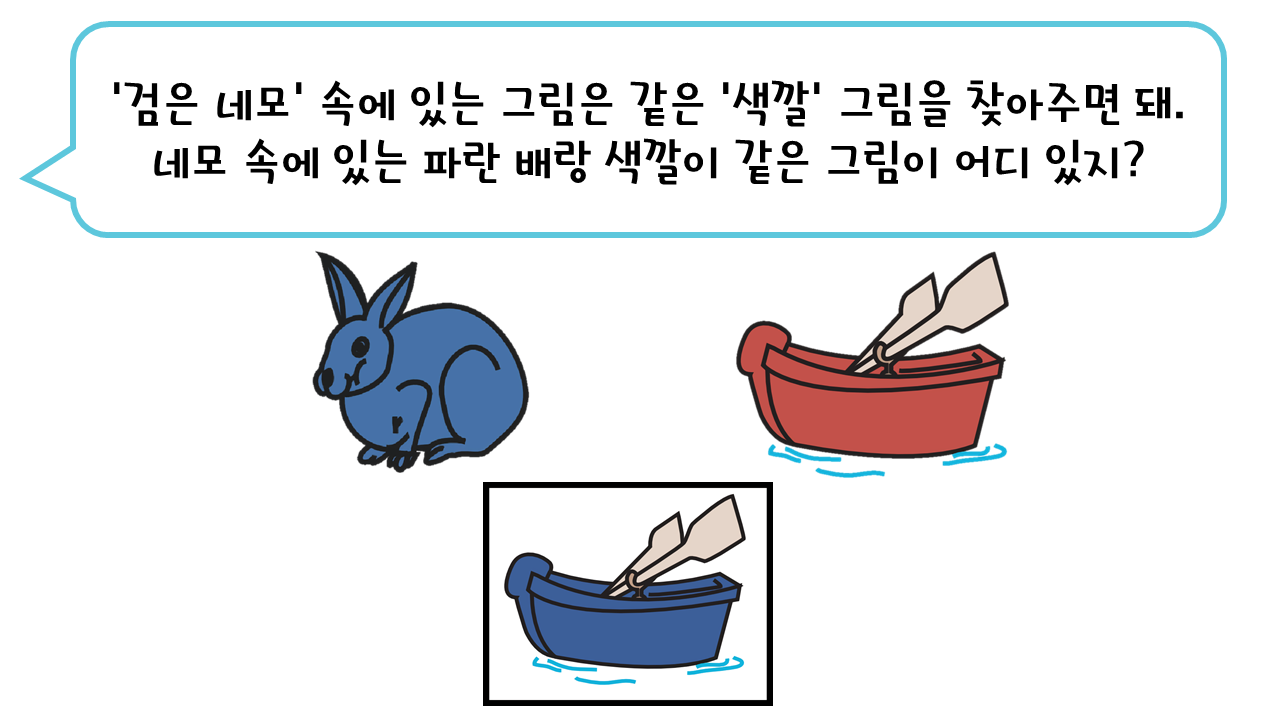 '검은 네모' 속에 있는 그림은 같은 '색깔' 그림을 찾아주면 돼.
네모 속에 있는 파란 배랑 색깔이 같은 그림이 어디 있지?